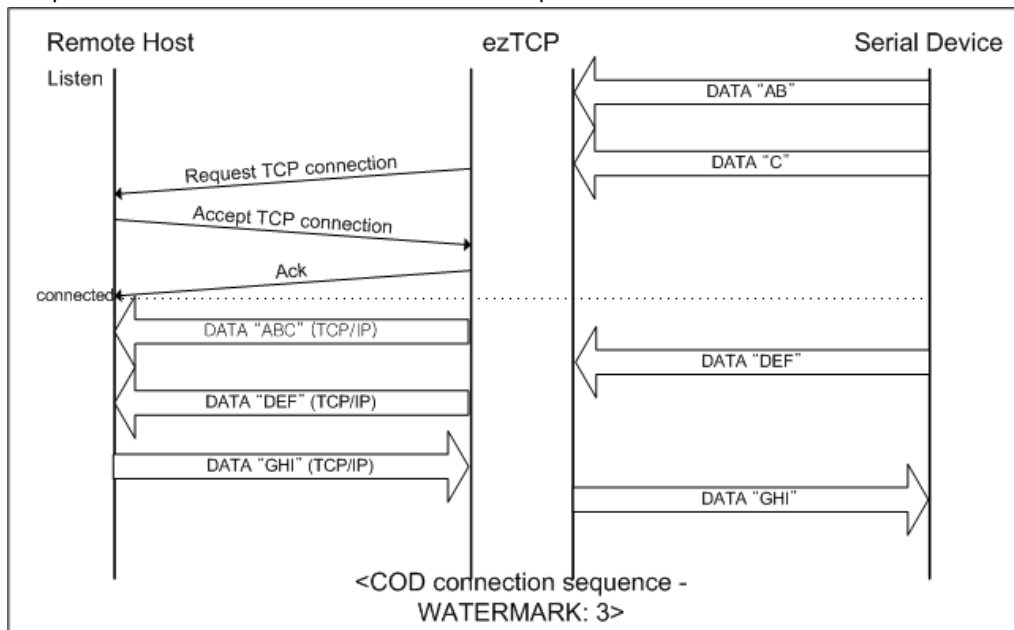 Remote Host
ezTCP
Serial Device
Listen
DATA “AB”
DATA “C”
Request TCP connection
Accept TCP connection
Ack
connected
DATA “ABC” (TCP/IP)
DATA “DEF”
DATA “DEF” (TCP/IP)
DATA “GHI” (TCP/IP)
DATA “GHI”
<COD connection sequence -
WATERMARK: 3>